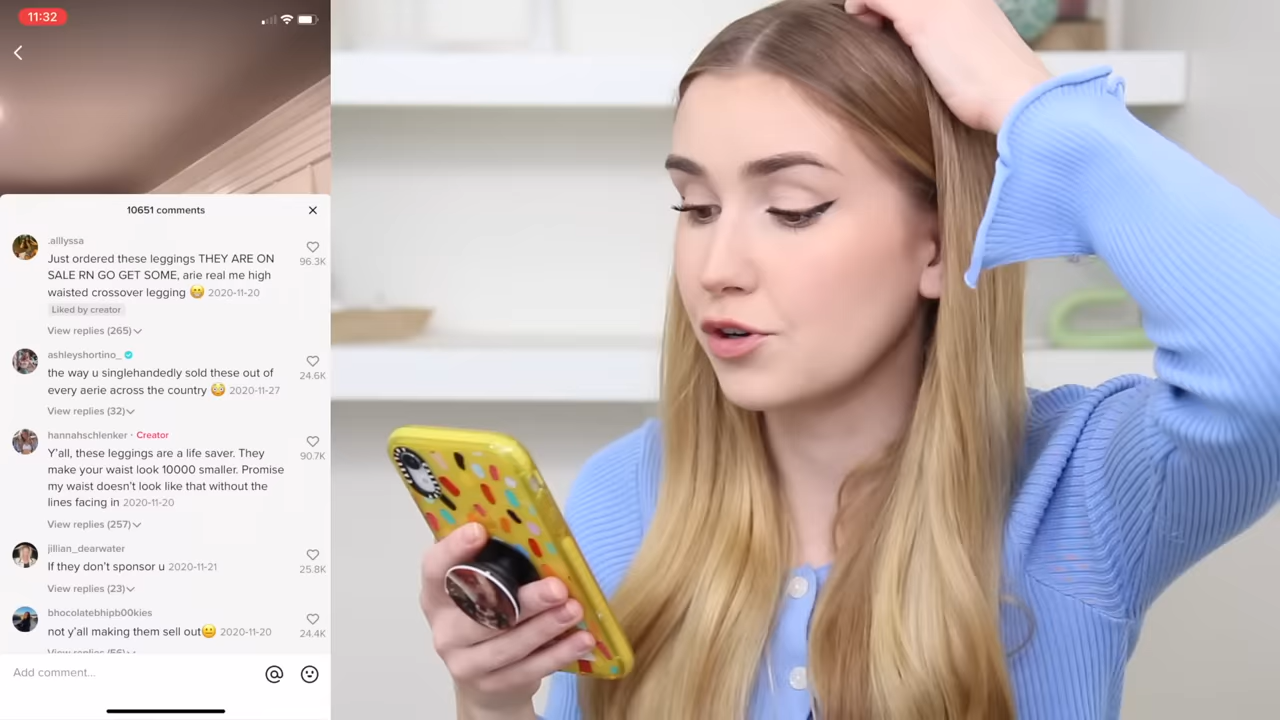 11:32
10651 comments
.alllyssa
Just ordered these leggings THEY ARE ON
SALE RN GO GET SOME, arie real me high
waisted crossover legging 😁 2020-11-20
96.3K
Liked by creator
View replies (265)
ashleyshortino_
the way u singlehandedly sold these out of
every aerie across the country 😳 2020-11-27
24.6K
View replies (32)
hannahschlenker · Creator
Y'all, these leggings are a life saver. They
make your waist look 10000 smaller. Promise
my waist doesn't look like that without the
lines facing in 2020-11-20
90.7K
View replies (257)
jillian_dearwater
If they don't sponsor u 2020-11-21
25.8K
View replies (23)
bhocolatebhipb00kies
not y'all making them sell out😐 2020-11-20
24.4K
View replies (56)
Add comment...